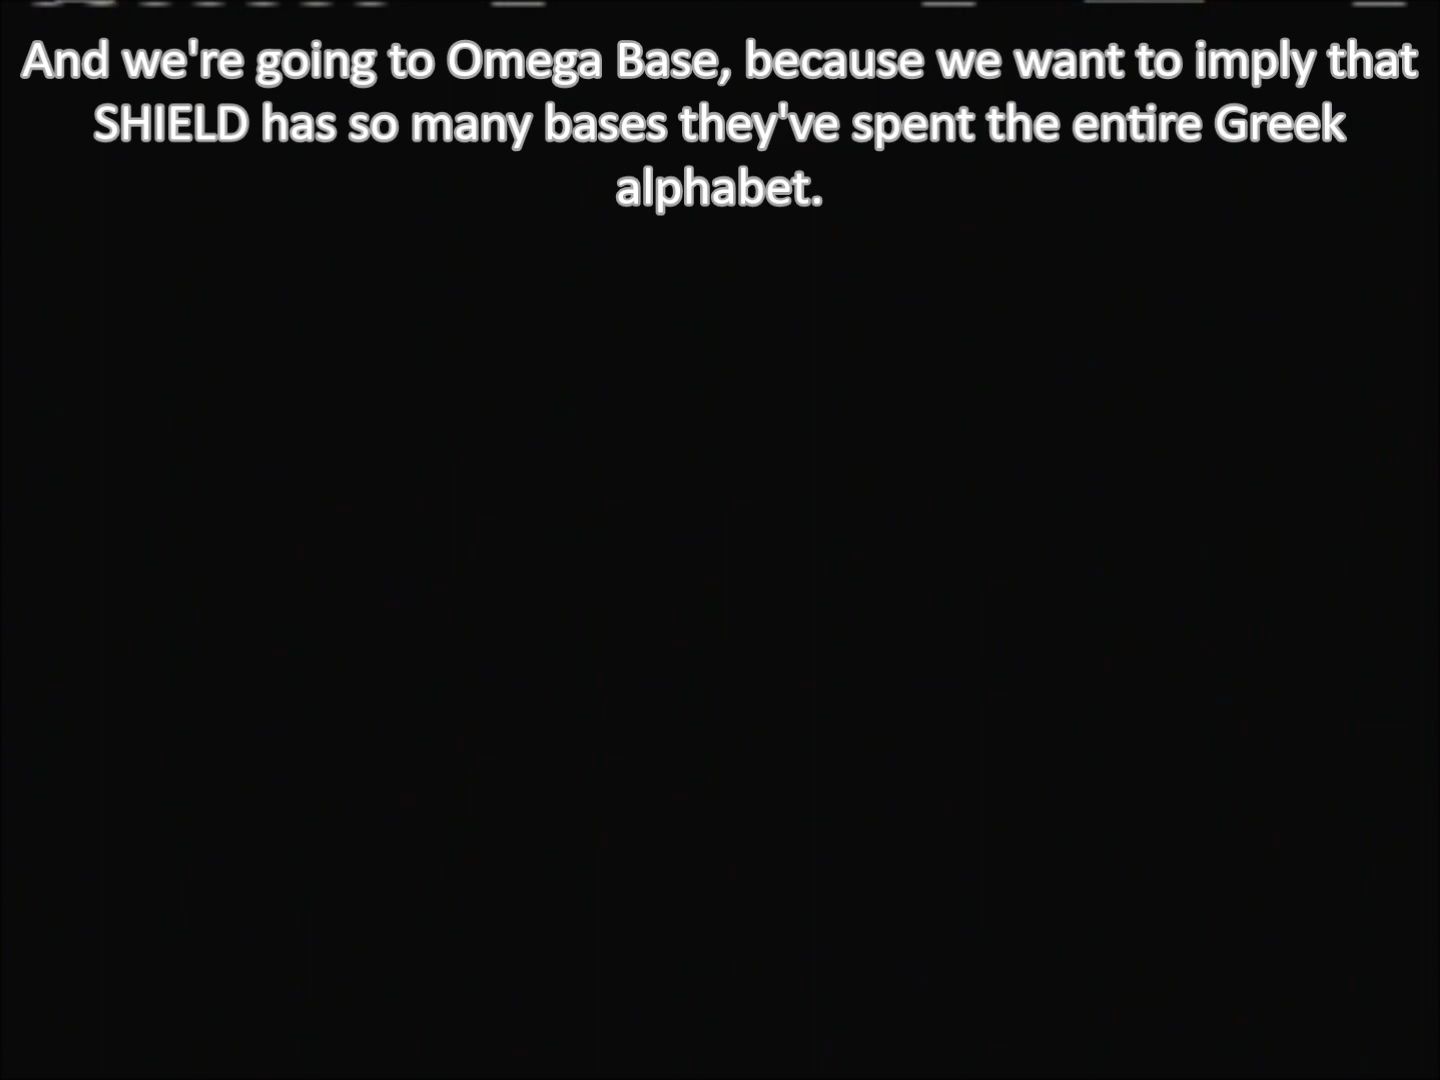 And we're going to Omega Base, because we want to imply that
SHIELD has so many bases they've spent the entire Greek
alphabet.